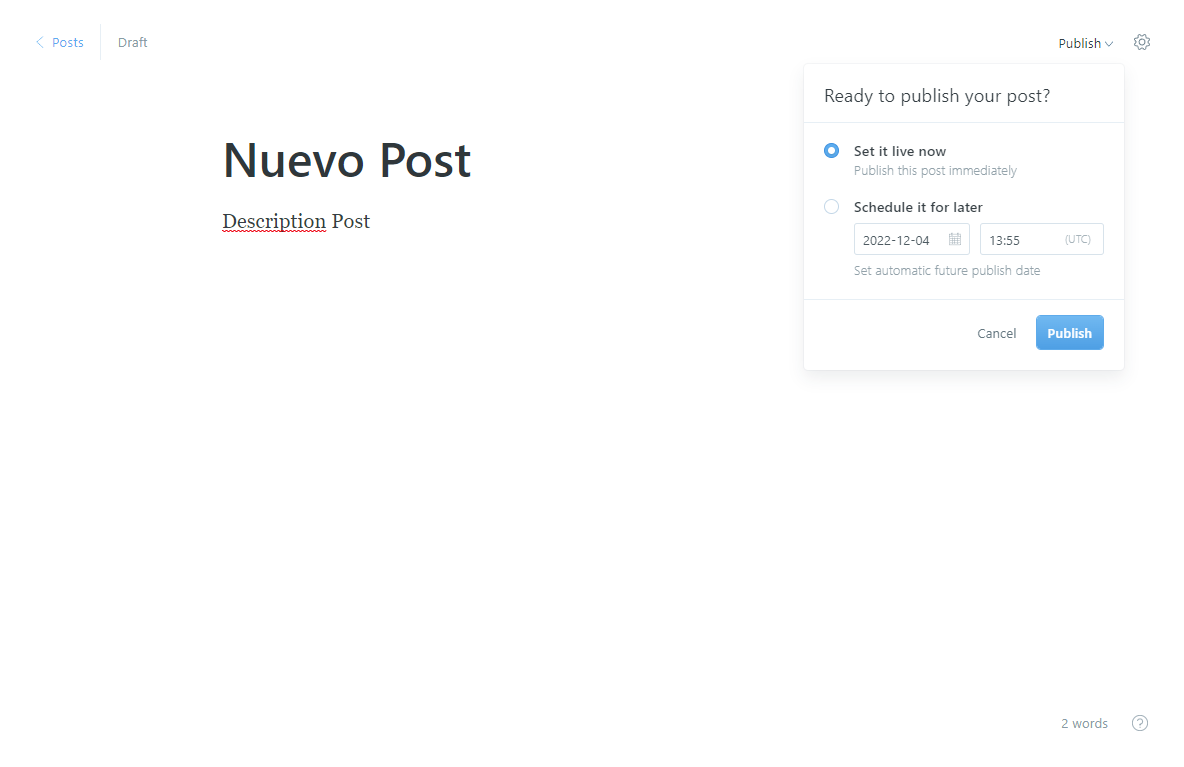 Posts
Draft
Publish
Ready to publish your post?
Nuevo Post
Set it live now
Publish this post immediately
Description Post
Schedule it for later
2022-12-04
13:55 (UTC)
Set automatic future publish date
Cancel
Publish
2 words
?